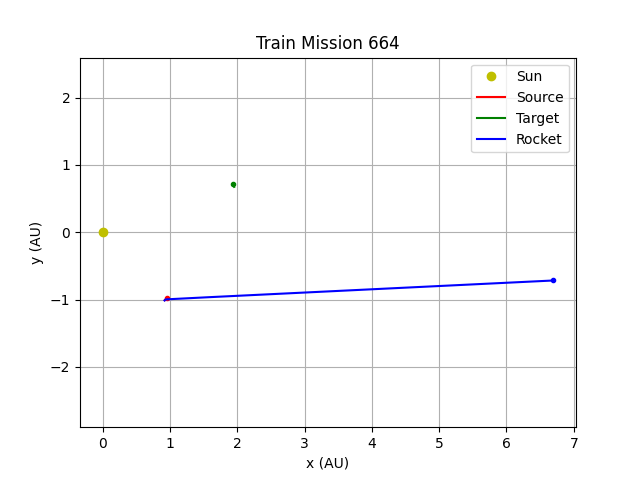 Train Mission 664
Sun
Source
Target
Rocket
y (AU)
2
1
0
−1
−2
0 1 2 3 4 5 6 7
x (AU)